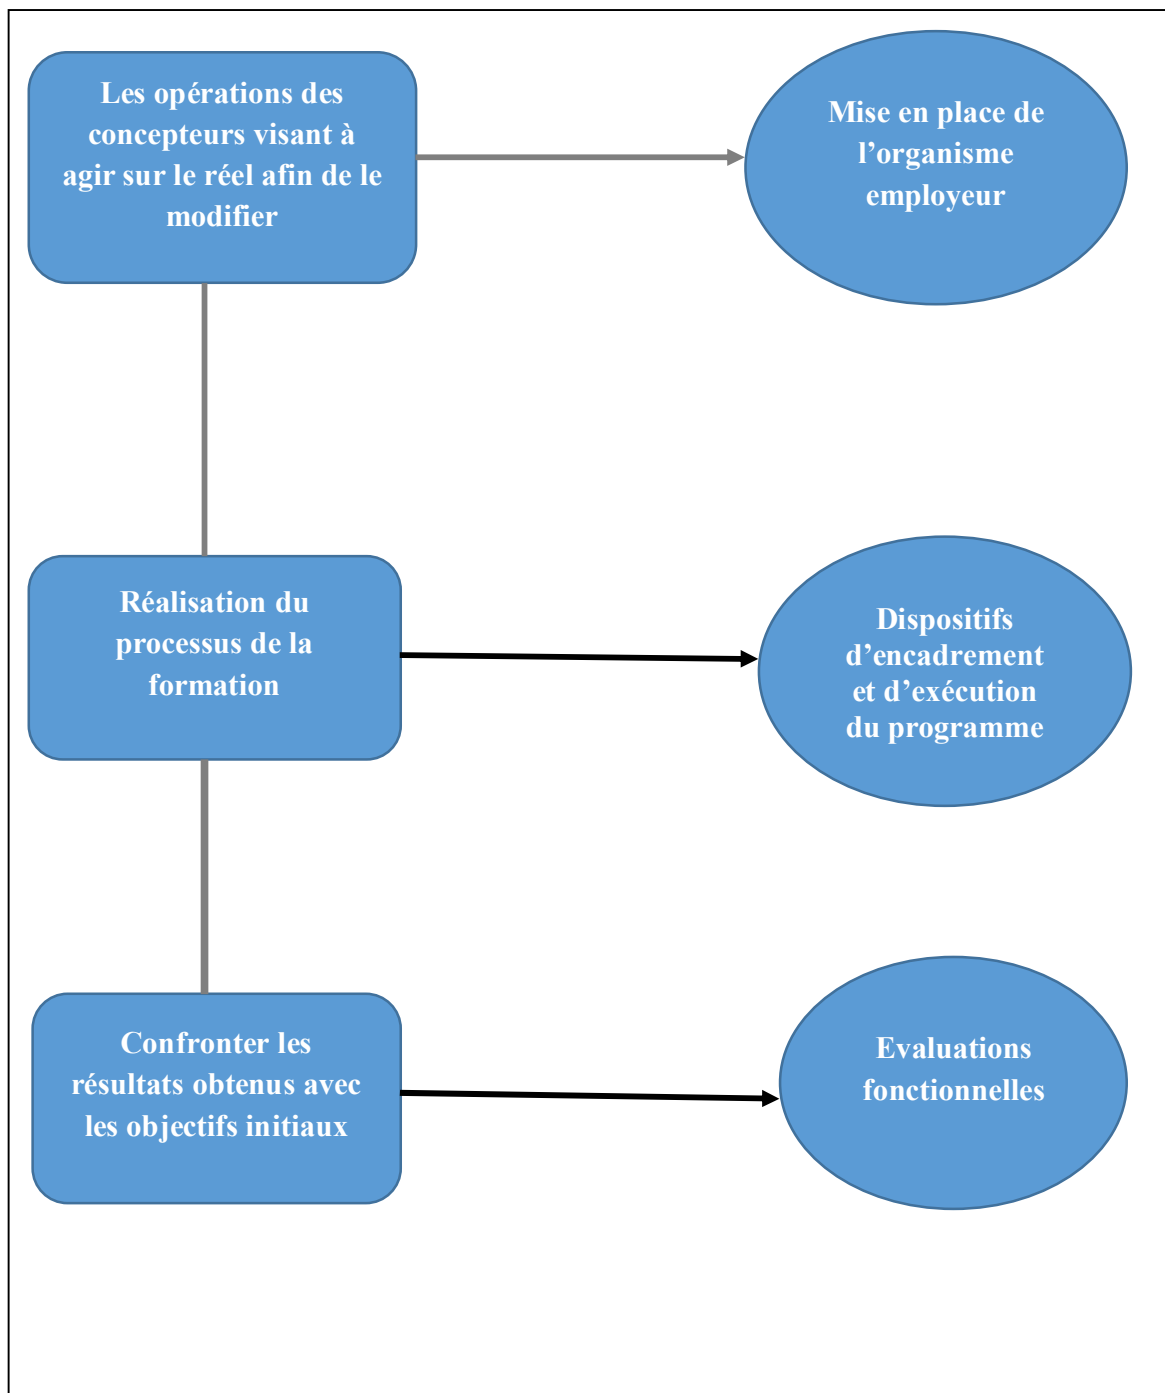 Les opérations des
concepteurs visant à
agir sur le réel afin de le
modifier
Mise en place de
l’organisme
employeur
Réalisation du
processus de la
formation
Dispositifs
d’encadrement
et d’exécution
du programme
Confronter les
résultats obtenus avec
les objectifs initiaux
Evaluations
fonctionnelles